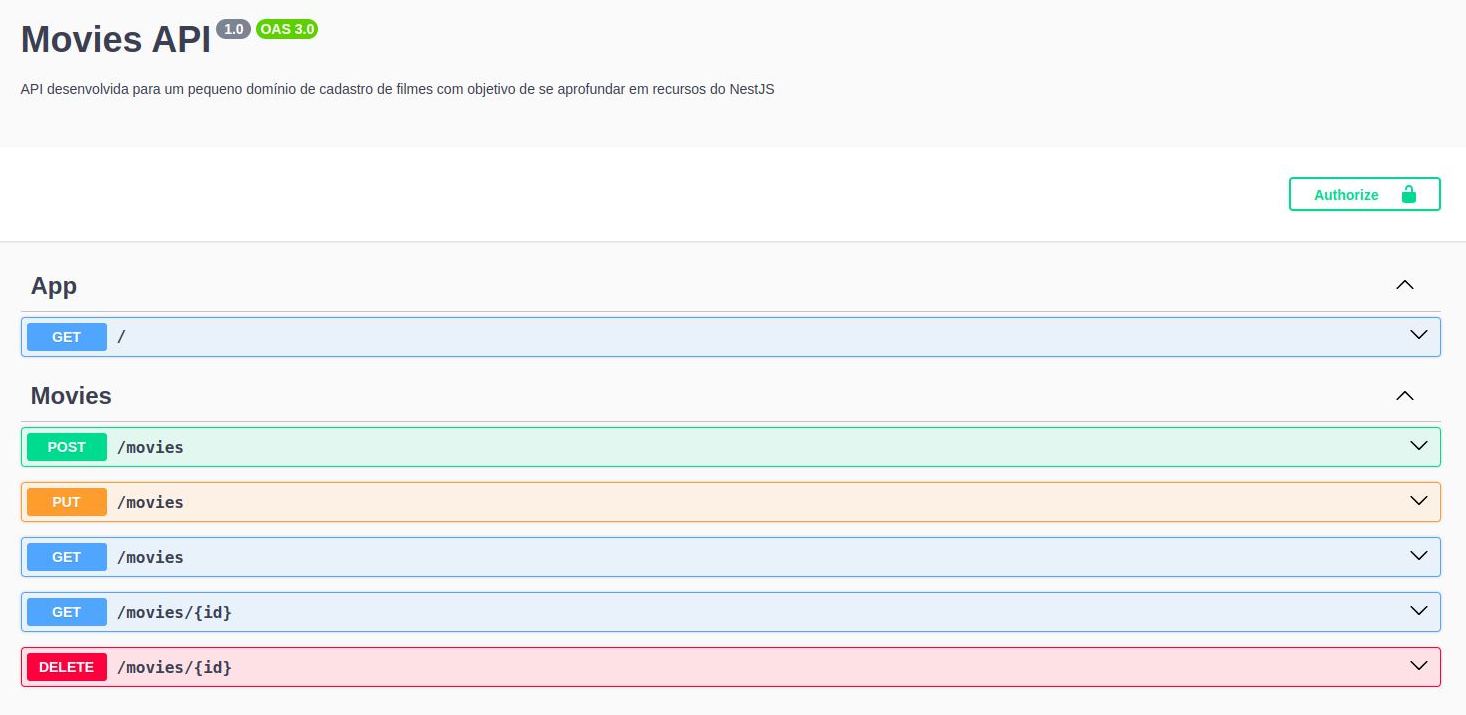 Movies API 1.0 OAS 3.0
API desenvolvida para um pequeno domínio de cadastro de filmes com objetivo de se aprofundar em recursos do NestJS
Authorize
App
GET /
Movies
POST /movies
PUT /movies
GET /movies
GET /movies/{id}
DELETE /movies/{id}